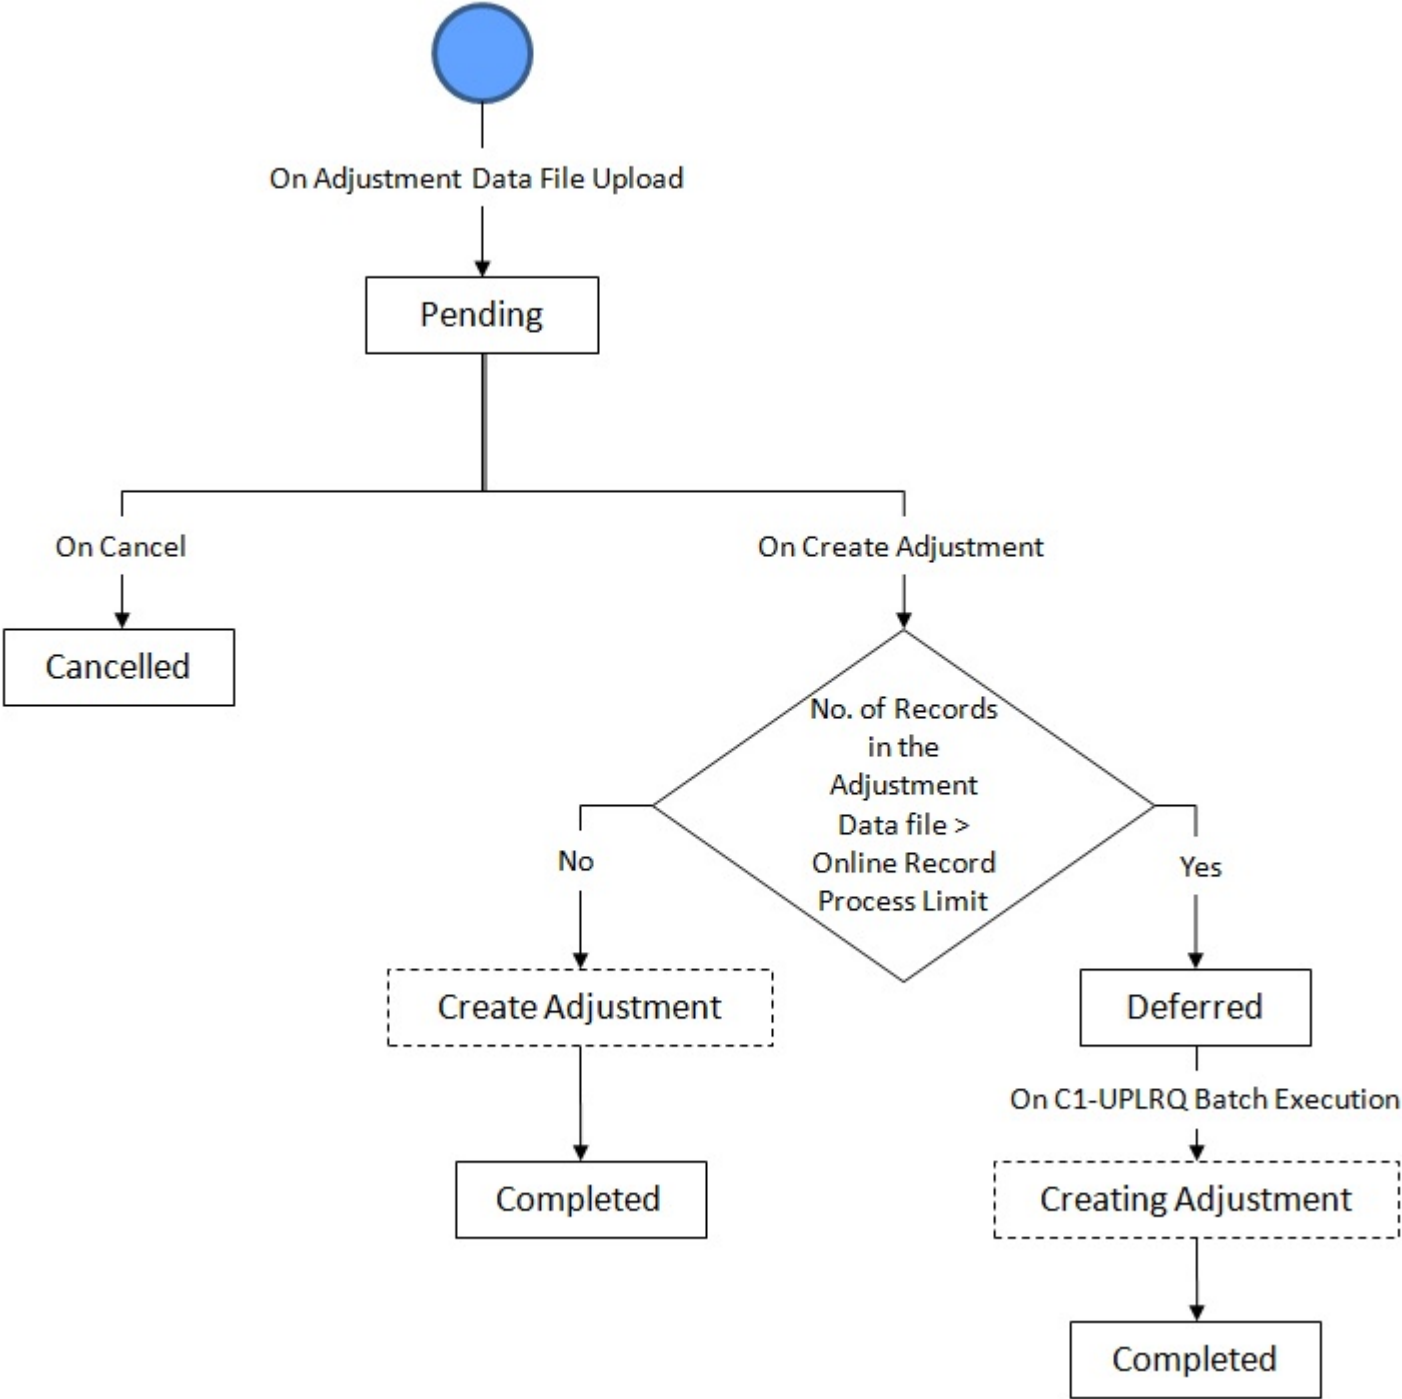 On Adjustment Data File Upload
Pending
On Cancel
On Create Adjustment
Cancelled
No. of Records
in the
Adjustment
Data file >
Online Record
Process Limit
No
Yes
Create Adjustment
Deferred
On C1-UPLRQ Batch Execution
Completed
Creating Adjustment
Completed